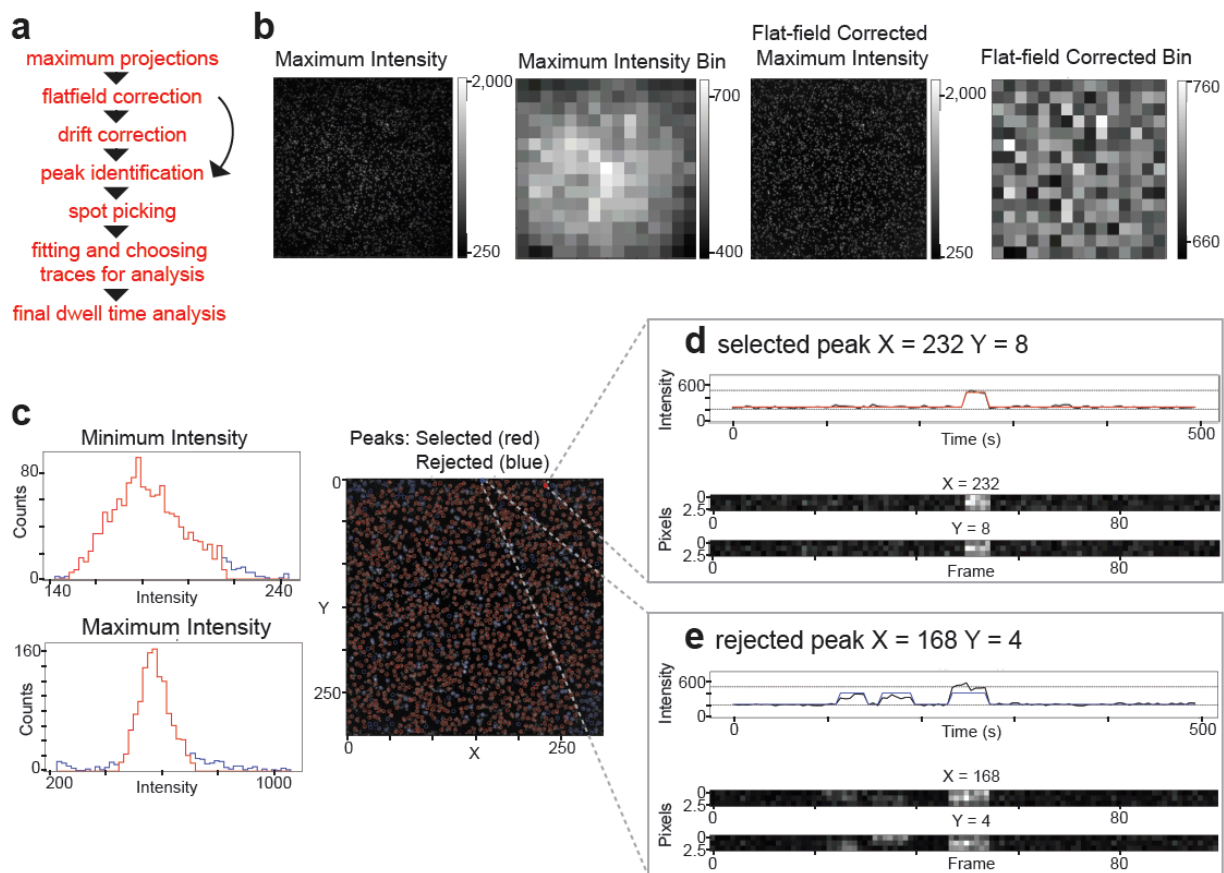 a
maximum projections
flatfield correction
drift correction
peak identification
spot picking
fitting and choosing
traces for analysis
final dwell time analysis
b
Maximum Intensity
2,000
250
Maximum Intensity Bin
700
400
Flat-field Corrected
Maximum Intensity
2,000
250
Flat-field Corrected Bin
760
660
c
Minimum Intensity
Counts
80
0
140
240
Intensity
Maximum Intensity
Counts
160
80
0
200
1000
Intensity
Peaks: Selected (red)
Rejected (blue)
0
Y
250
0
250
X
d selected peak X = 232 Y = 8
Intensity
600
0
0
500
Time (s)
X = 232
Pixels
0
2.5
0
80
Y = 8
0
2.5
0
80
Frame
e rejected peak X = 168 Y = 4
Intensity
600
0
0
500
Time (s)
X = 168
Pixels
0
2.5
0
80
Y = 4
0
2.5
0
80
Frame